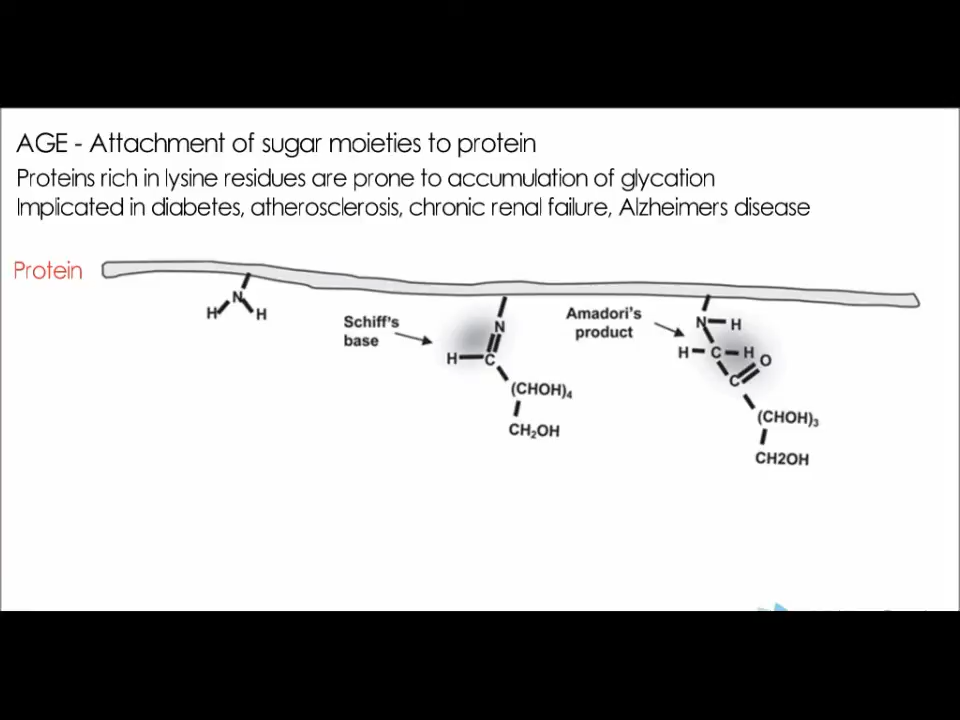 AGE - Attachment of sugar moieties to protein
Proteins rich in lysine residues are prone to accumulation of glycation
Implicated in diabetes, atherosclerosis, chronic renal failure, Alzheimers disease
Protein
N
H H
Schiff's
base
N
H C
(CHOH)₄
CH₂OH
Amadori's
product
N H
H C H O
C
(CHOH)₃
CH2OH